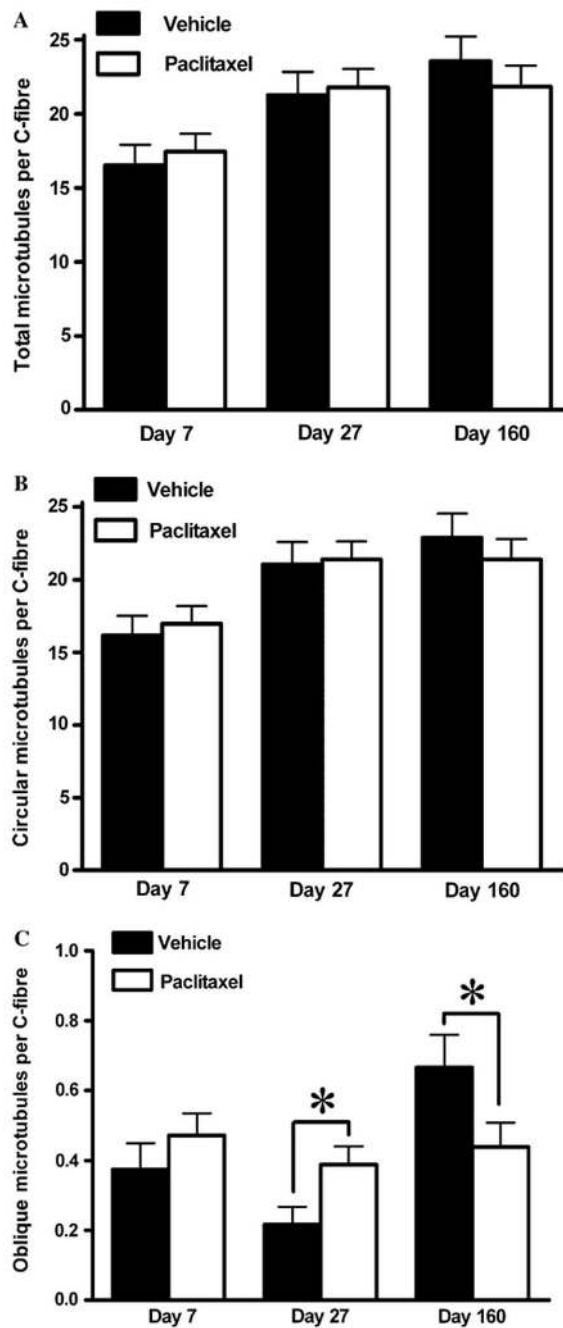 A
Vehicle
Paclitaxel
Total microtubules per C-fibre
25
20
15
10
5
0
Day 7 Day 27 Day 160
B
Vehicle
Paclitaxel
Circular microtubules per C-fibre
25
20
15
10
5
0
Day 7 Day 27 Day 160
C
Vehicle
Paclitaxel
Oblique microtubules per C-fibre
1.0
0.8
0.6
0.4
0.2
0.0
*
*
Day 7 Day 27 Day 160